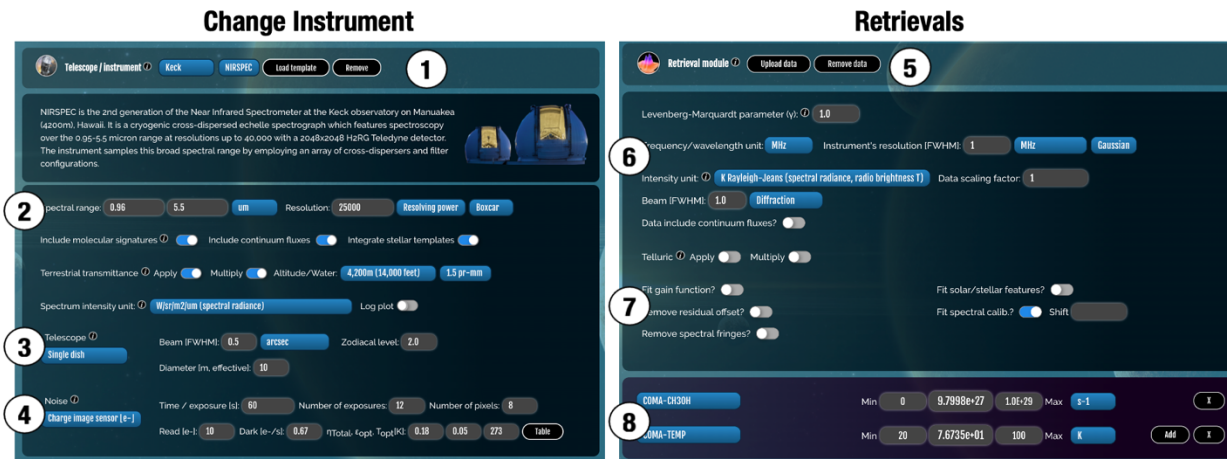 Change Instrument
Telescope / instrument Keck NIRSPEC Load template Remove 1
NIRSPEC is the 2nd generation of the Near Infrared Spectrometer at the Keck observatory on Manuakea
(4200m), Hawaii. It is a cryogenic cross-dispersed echelle spectrograph which features spectroscopy
over the 0.95-5.5 micron range at resolutions up to 40,000 with a 2048x2048 H2RG Teledyne detector.
The instrument samples this broad spectral range by employing an array of cross-dispersers and filter
configurations.
2 pectral range: 0.96 5.5 um Resolution: 25000 Resolving power Boxcar
Include molecular signatures Include continuum fluxes Integrate stellar templates
Terrestrial transmittance Apply Multiply Altitude/Water: 4,200m (14,000 feet) 1.5 pr-mm
Spectrum intensity unit: W/sr/m2/um (spectral radiance) Log plot
3 Telescope Beam [FWHM]: 0.5 arcsec Zodiacal level: 2.0
Single dish
Diameter [m, effective]: 10
4 Noise Time / exposure [s]: 60 Number of exposures: 12 Number of pixels: 8
Charge image sensor [e-]
Read [e-]: 10 Dark [e-/s]: 0.67 ηTotal, εopt, Topt[K]: 0.18 0.05 273 Table
Retrievals
Retrieval module Upload data Remove data 5
Levenberg-Marquardt parameter (γ): 1.0
6 requency/wavelength unit: MHz Instrument's resolution [FWHM]: 1 MHz Gaussian
Intensity unit: K Rayleigh-Jeans (spectral radiance, radio brightness T) Data scaling factor: 1
Beam [FWHM]: 1.0 Diffraction
Data include continuum fluxes?
Telluric Apply Multiply
Fit gain function? Fit solar/stellar features?
7 emove residual offset? Fit spectral calib.? Shift
Remove spectral fringes?
COMA-CH3OH Min 0 9.7998e+27 1.0E+29 Max s-1 X
8
COMA-TEMP Min 20 7.6735e+01 100 Max K Add X